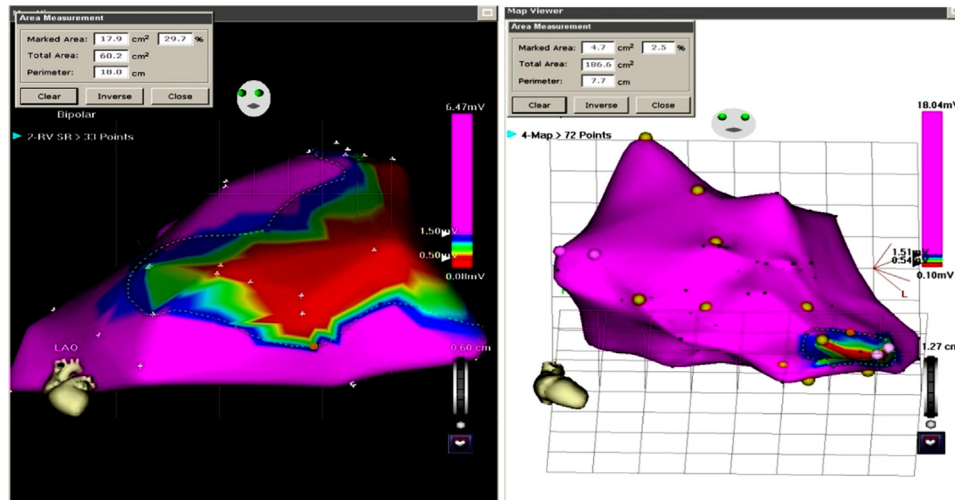 Area Measurement
Marked Area: 17.9 cm² 29.7 %
Total Area: 60.2 cm²
Perimeter: 18.0 cm
Clear Inverse Close
Bipolar
2-RV SR > 33 Points
6.47mV
1.50mV
0.50mV
0.08mV
LAO
0.60 cm
Map Viewer
Area Measurement
Marked Area: 4.7 cm² 2.5 %
Total Area: 186.6 cm²
Perimeter: 7.7 cm
Clear Inverse Close
4-Map > 72 Points
18.04mV
1.51mV
0.54mV
0.10mV
L
1.27 cm